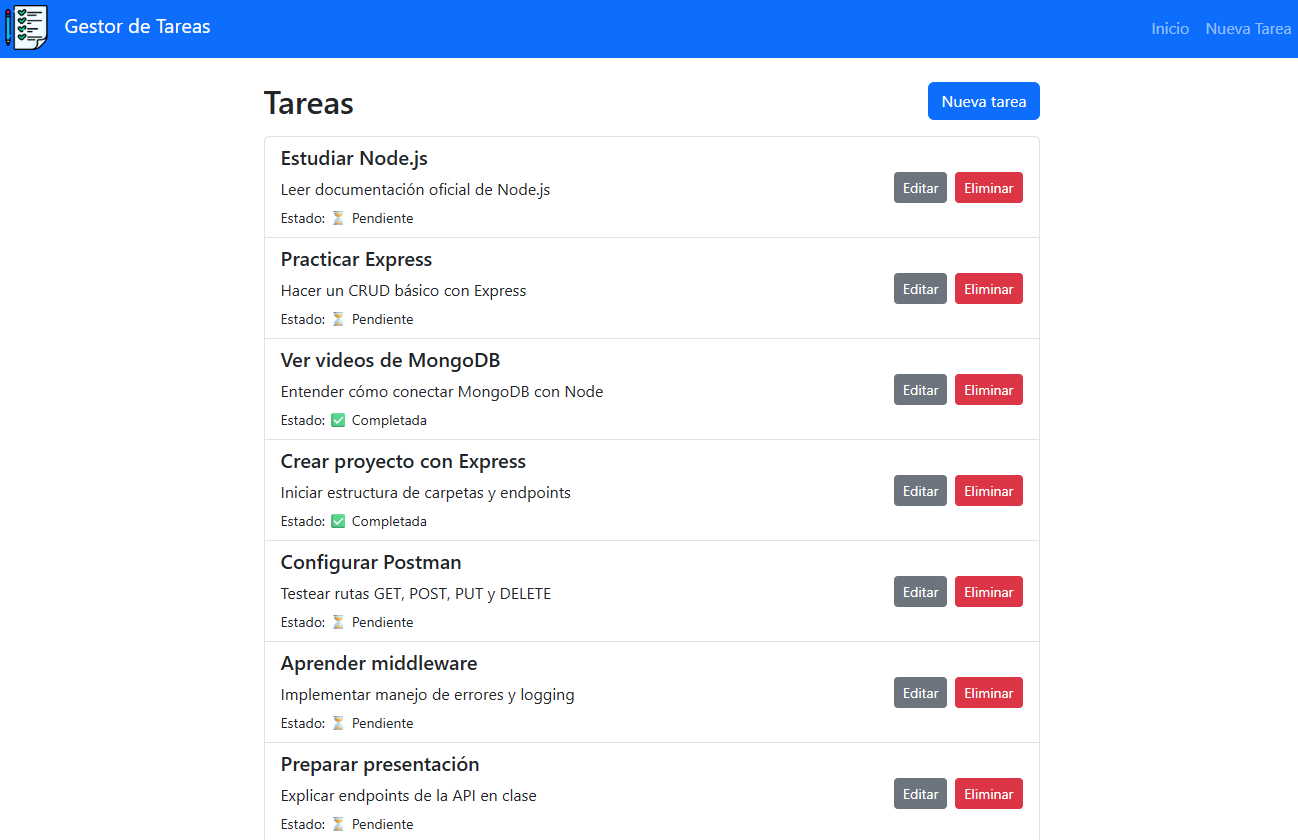 Gestor de Tareas
Inicio Nueva Tarea
Tareas
Nueva tarea
Estudiar Node.js
Leer documentación oficial de Node.js
Estado: ⏳ Pendiente
Editar Eliminar
Practicar Express
Hacer un CRUD básico con Express
Estado: ⏳ Pendiente
Editar Eliminar
Ver videos de MongoDB
Entender cómo conectar MongoDB con Node
Estado: ✅ Completada
Editar Eliminar
Crear proyecto con Express
Iniciar estructura de carpetas y endpoints
Estado: ✅ Completada
Editar Eliminar
Configurar Postman
Testear rutas GET, POST, PUT y DELETE
Estado: ⏳ Pendiente
Editar Eliminar
Aprender middleware
Implementar manejo de errores y logging
Estado: ⏳ Pendiente
Editar Eliminar
Preparar presentación
Explicar endpoints de la API en clase
Estado: ⏳ Pendiente
Editar Eliminar